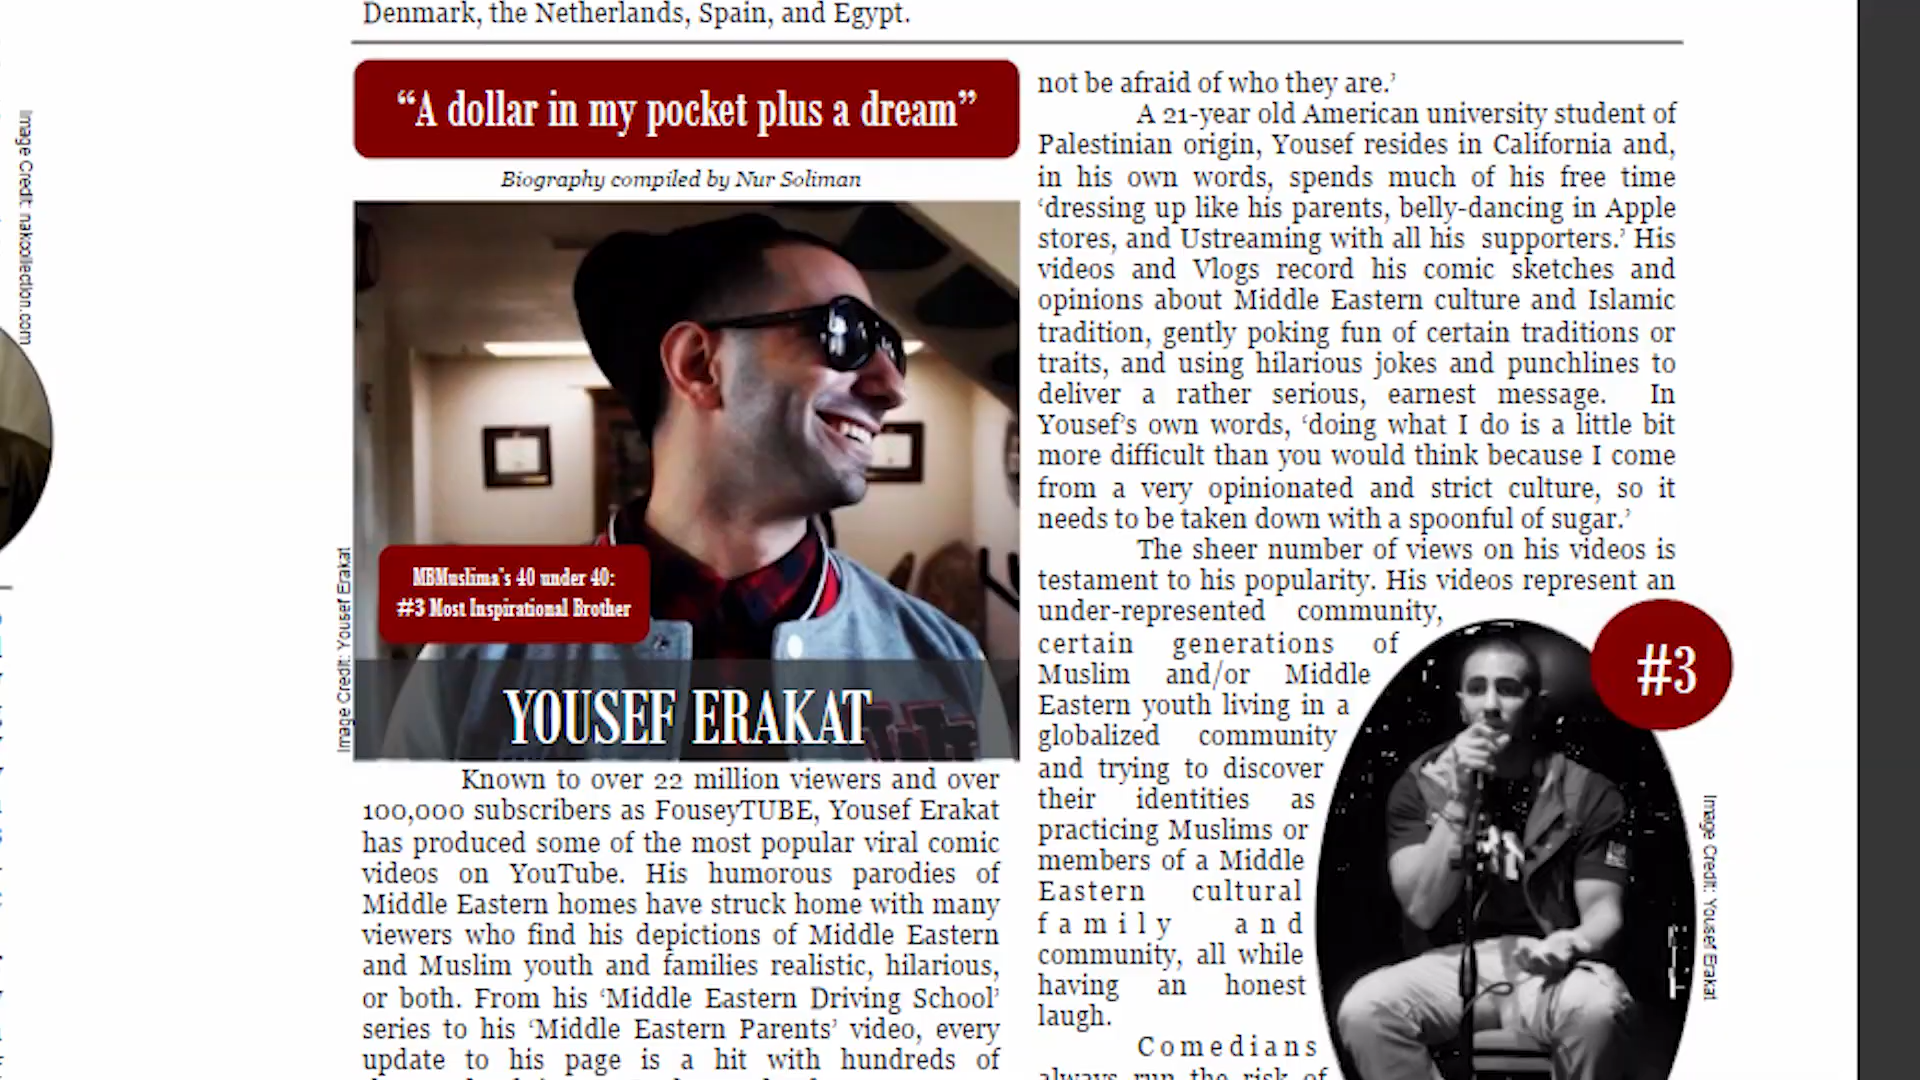 Denmark, the Netherlands, Spain, and Egypt.
Image Credit: nakcollection.com
“A dollar in my pocket plus a dream”
Biography compiled by Nur Soliman
MBMuslima's 40 under 40:
#3 Most Inspirational Brother
YOUSEF ERAKAT
Image Credit: Yousef Erakat
Known to over 22 million viewers and over
100,000 subscribers as FouseyTUBE, Yousef Erakat
has produced some of the most popular viral comic
videos on YouTube. His humorous parodies of
Middle Eastern homes have struck home with many
viewers who find his depictions of Middle Eastern
and Muslim youth and families realistic, hilarious,
or both. From his ‘Middle Eastern Driving School’
series to his ‘Middle Eastern Parents’ video, every
update to his page is a hit with hundreds of
not be afraid of who they are.’
A 21-year old American university student of
Palestinian origin, Yousef resides in California and,
in his own words, spends much of his free time
‘dressing up like his parents, belly-dancing in Apple
stores, and Ustreaming with all his supporters.’ His
videos and Vlogs record his comic sketches and
opinions about Middle Eastern culture and Islamic
tradition, gently poking fun of certain traditions or
traits, and using hilarious jokes and punchlines to
deliver a rather serious, earnest message. In
Yousef’s own words, ‘doing what I do is a little bit
more difficult than you would think because I come
from a very opinionated and strict culture, so it
needs to be taken down with a spoonful of sugar.’
The sheer number of views on his videos is
testament to his popularity. His videos represent an
under-represented community,
certain generations of
Muslim and/or Middle
Eastern youth living in a
globalized community
and trying to discover
their identities as
practicing Muslims or
members of a Middle
Eastern cultural
family and
community, all while
having an honest
laugh.
Comedians
always run the risk of
#3
Image Credit: Yousef Erakat